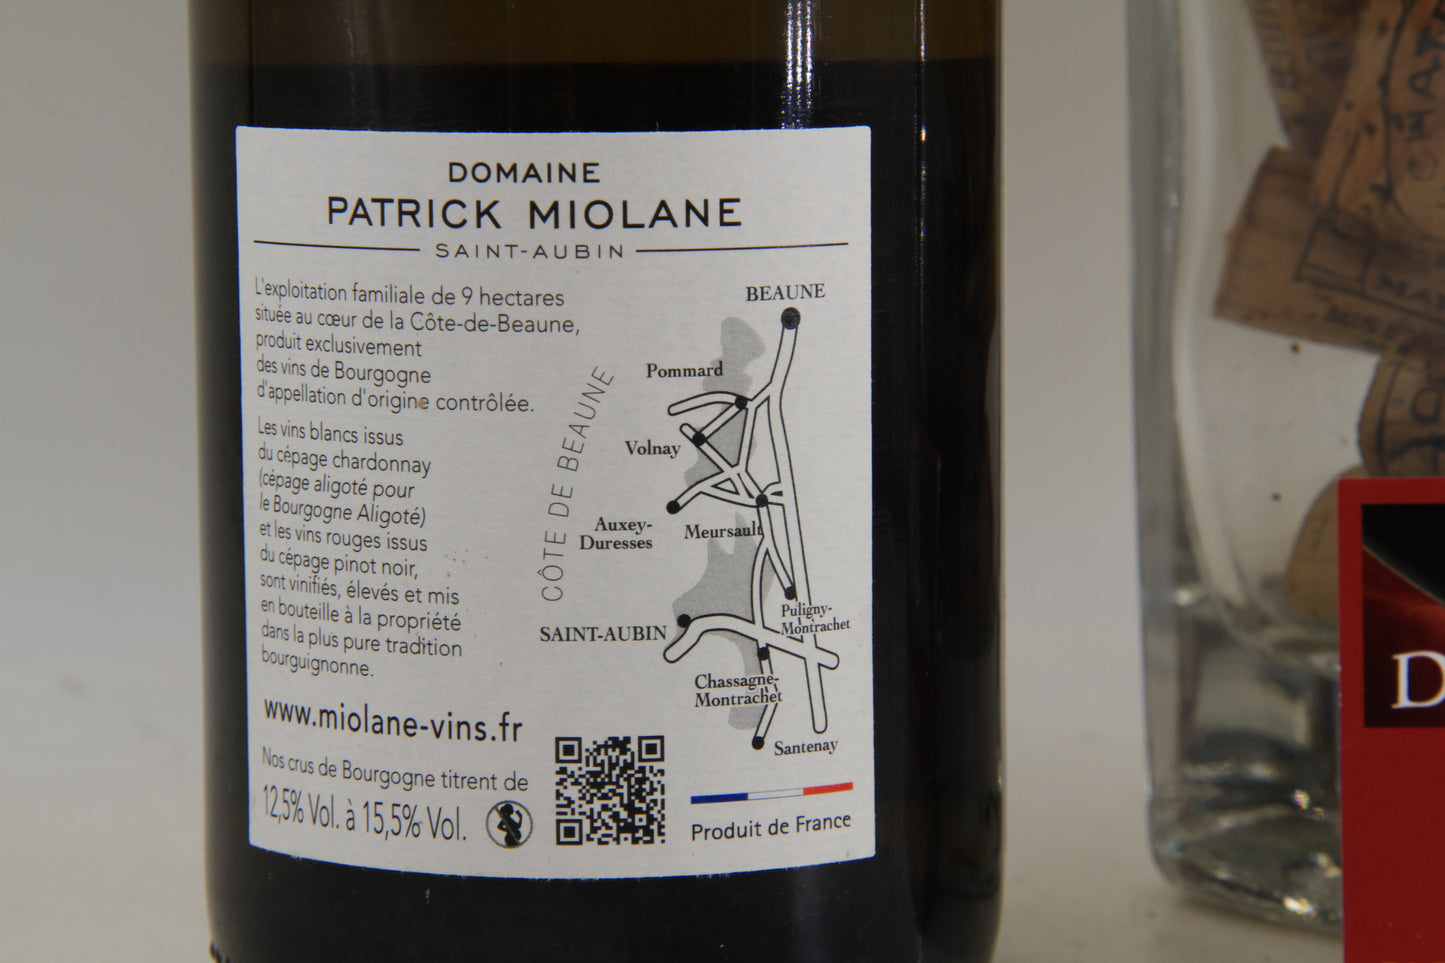 DOMAINE
PATRICK MIOLANE
SAINT-AUBIN
L'exploitation familiale de 9 hectares
située au cœur de la Côte-de-Beaune,
produit exclusivement
des vins de Bourgogne
d'appellation d'origine contrôlée.
Les vins blancs issus
du cépage chardonnay
(cépage aligoté pour
le Bourgogne Aligoté)
et les vins rouges issus
du cépage pinot noir,
sont vinifiés, élevés et mis
en bouteille à la propriété
dans la plus pure tradition
bourguignonne.
www.miolane-vins.fr
Nos crus de Bourgogne titrent de
12,5% Vol. à 15,5% Vol.
CÔTE DE BEAUNE
BEAUNE
Pommard
Volnay
Auxey-
Duresses
Meursault
Puligny-
Montrachet
SAINT-AUBIN
Chassagne-
Montrachet
Santenay
Produit de France
D